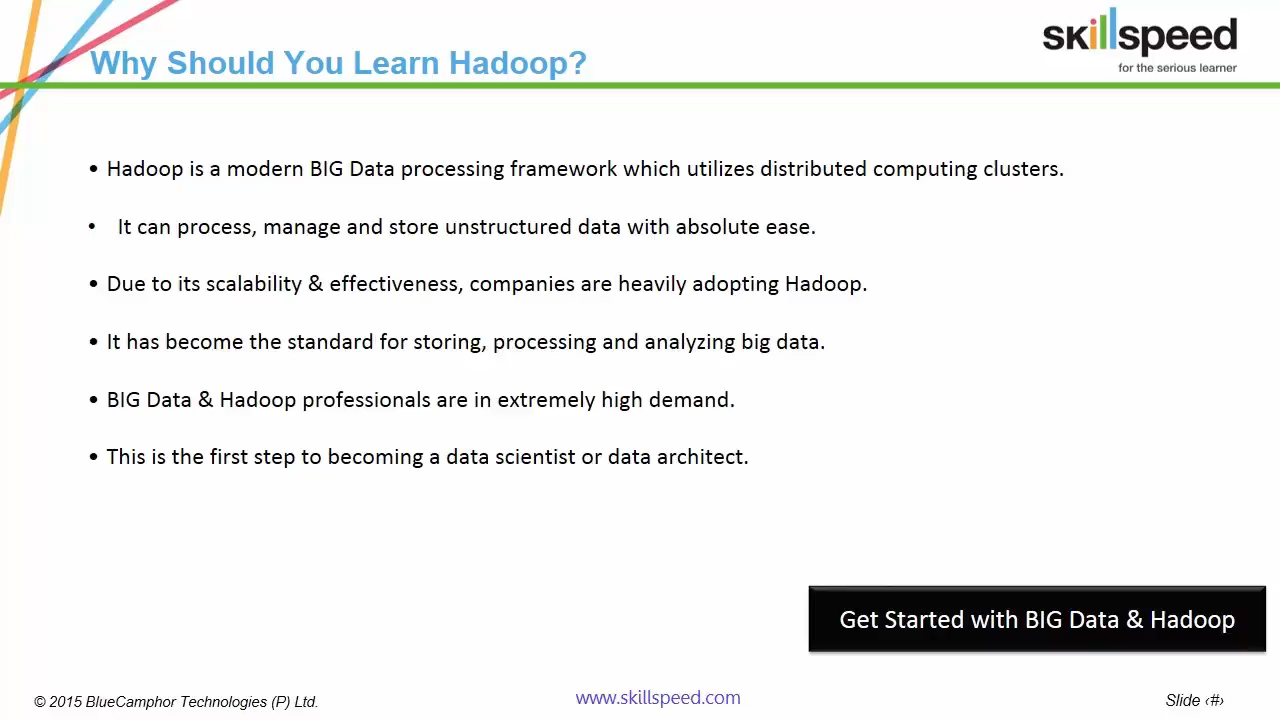 skillspeed
for the serious learner
Why Should You Learn Hadoop?
• Hadoop is a modern BIG Data processing framework which utilizes distributed computing clusters.
• It can process, manage and store unstructured data with absolute ease.
• Due to its scalability & effectiveness, companies are heavily adopting Hadoop.
• It has become the standard for storing, processing and analyzing big data.
• BIG Data & Hadoop professionals are in extremely high demand.
• This is the first step to becoming a data scientist or data architect.
Get Started with BIG Data & Hadoop
© 2015 BlueCamphor Technologies (P) Ltd.
www.skillspeed.com
Slide ‹#›